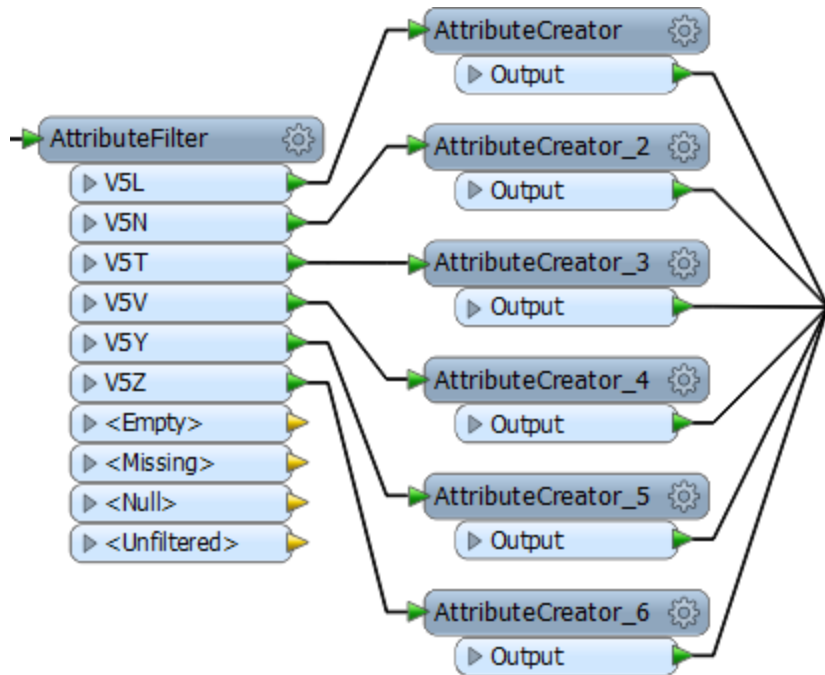 AttributeFilter
V5L
V5N
V5T
V5V
V5Y
V5Z
<Empty>
<Missing>
<Null>
<Unfiltered>
AttributeCreator
Output
AttributeCreator_2
Output
AttributeCreator_3
Output
AttributeCreator_4
Output
AttributeCreator_5
Output
AttributeCreator_6
Output